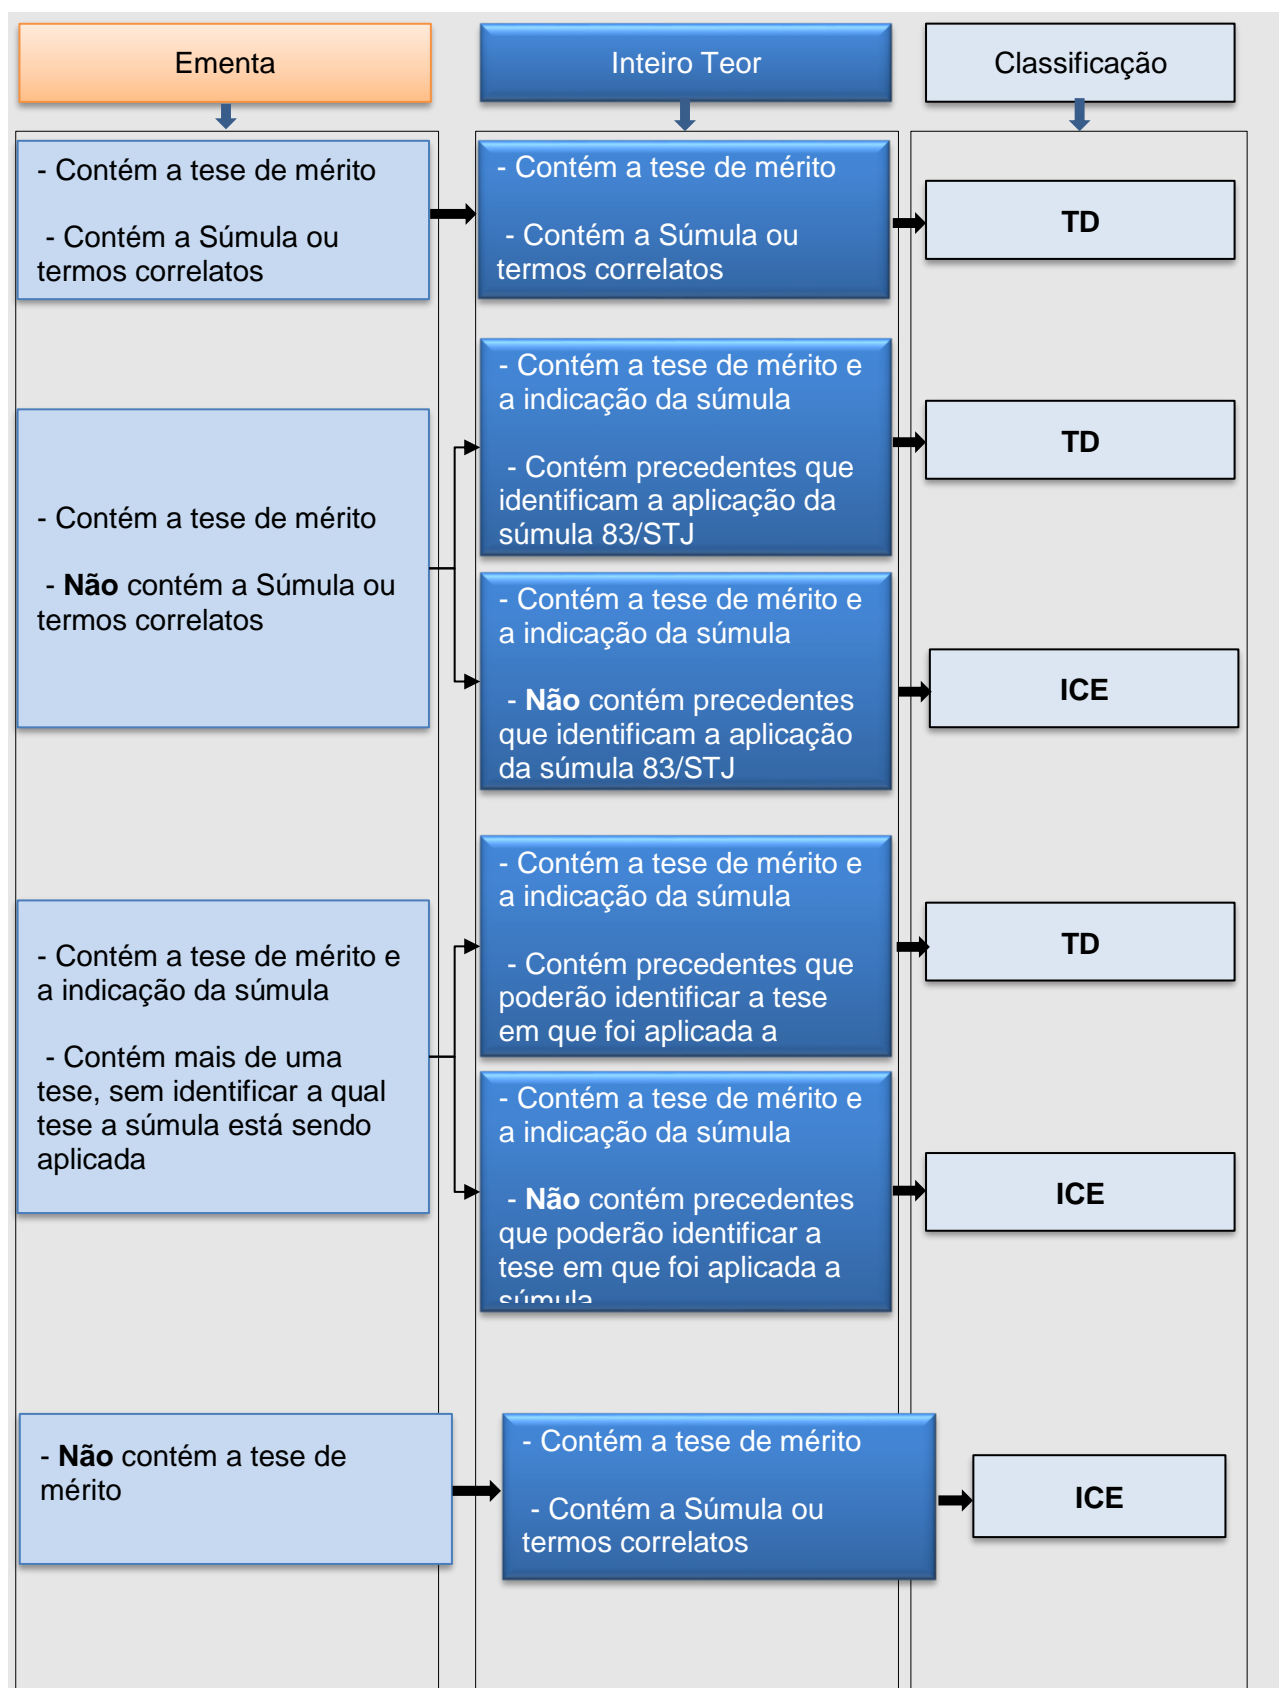 Ementa
Inteiro Teor
Classificação
- Contém a tese de mérito
- Contém a Súmula ou
termos correlatos
- Contém a tese de mérito
- Contém a Súmula ou
termos correlatos
TD
- Contém a tese de mérito
- Não contém a Súmula ou
termos correlatos
- Contém a tese de mérito e
a indicação da súmula
- Contém precedentes que
identificam a aplicação da
súmula 83/STJ
TD
- Contém a tese de mérito e
a indicação da súmula
- Não contém precedentes
que identificam a aplicação
da súmula 83/STJ
ICE
- Contém a tese de mérito e
a indicação da súmula
- Contém mais de uma
tese, sem identificar a qual
tese a súmula está sendo
aplicada
- Contém a tese de mérito e
a indicação da súmula
- Contém precedentes que
poderão identificar a tese
em que foi aplicada a
TD
- Contém a tese de mérito e
a indicação da súmula
- Não contém precedentes
que poderão identificar a
tese em que foi aplicada a
súmula
ICE
- Não contém a tese de
mérito
- Contém a tese de mérito
- Contém a Súmula ou
termos correlatos
ICE